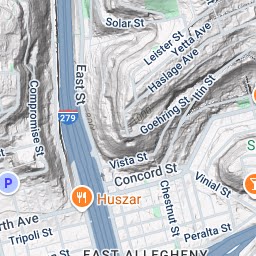 Solar St
Yetta Ave
Leister St
Haslage Ave
East St
Compromise St
279
Goehring St
Vista St
Concord St
Vinial St
P
Huszar
Chestnut St
Tripoli St
Peralta St
EAST ALLEGHENY